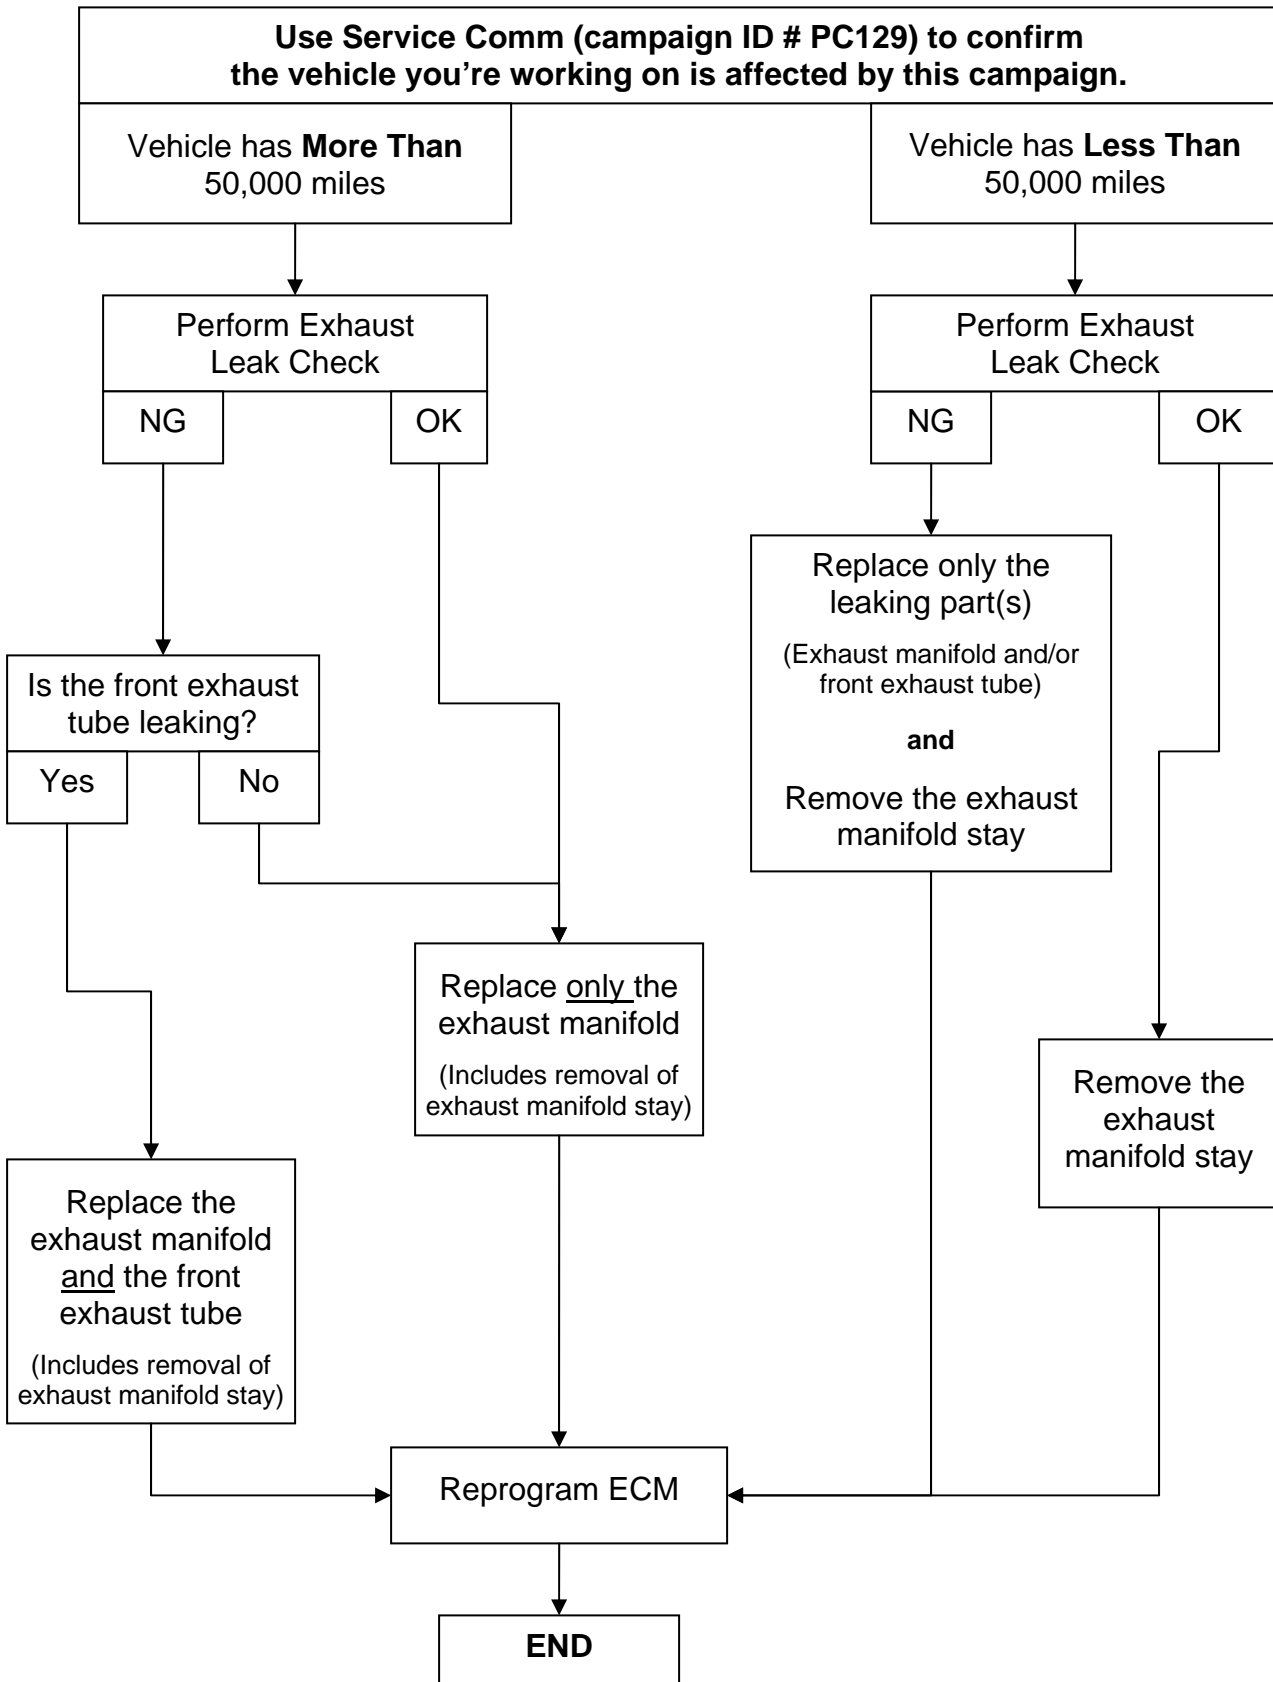 Use Service Comm (campaign ID # PC129) to confirm
the vehicle you're working on is affected by this campaign.
Vehicle has More Than
50,000 miles
Vehicle has Less Than
50,000 miles
Perform Exhaust
Leak Check
NG
OK
Perform Exhaust
Leak Check
NG
OK
Is the front exhaust
tube leaking?
Yes
No
Replace only the
leaking part(s)
(Exhaust manifold and/or
front exhaust tube)
and
Remove the exhaust
manifold stay
Replace only the
exhaust manifold
(Includes removal of
exhaust manifold stay)
Remove the
exhaust
manifold stay
Replace the
exhaust manifold
and the front
exhaust tube
(Includes removal of
exhaust manifold stay)
Reprogram ECM
END